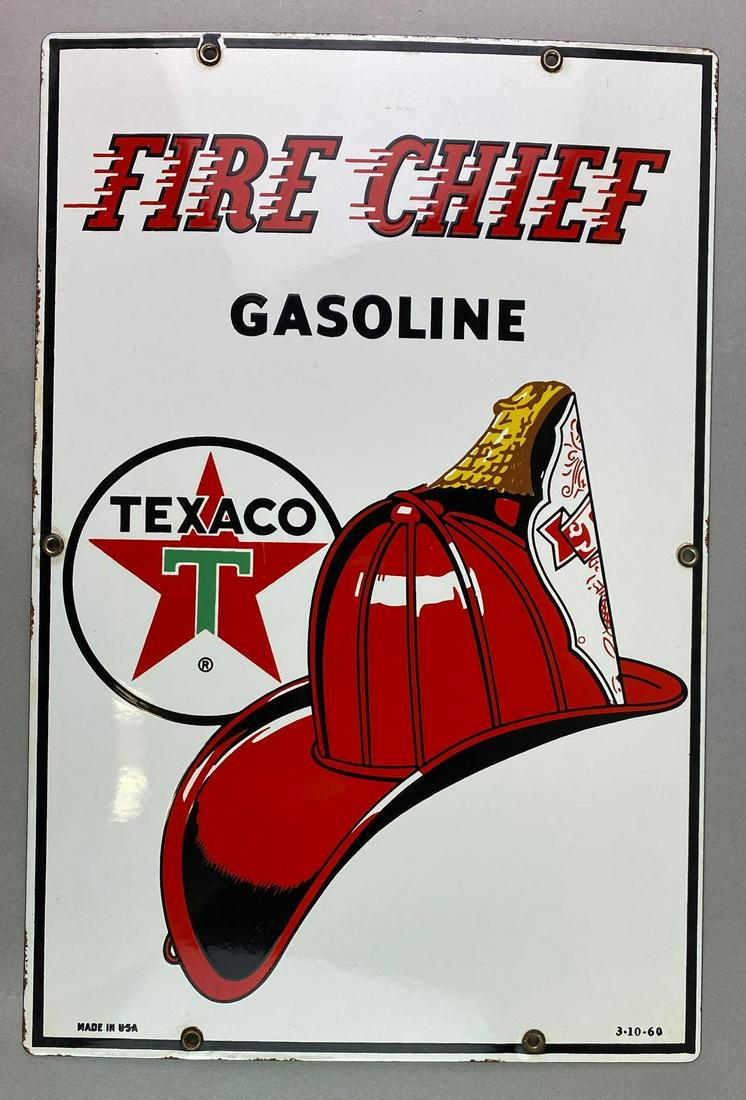 FIRE CHIEF
GASOLINE
TEXACO
T
®
MADE IN USA
3-10-60